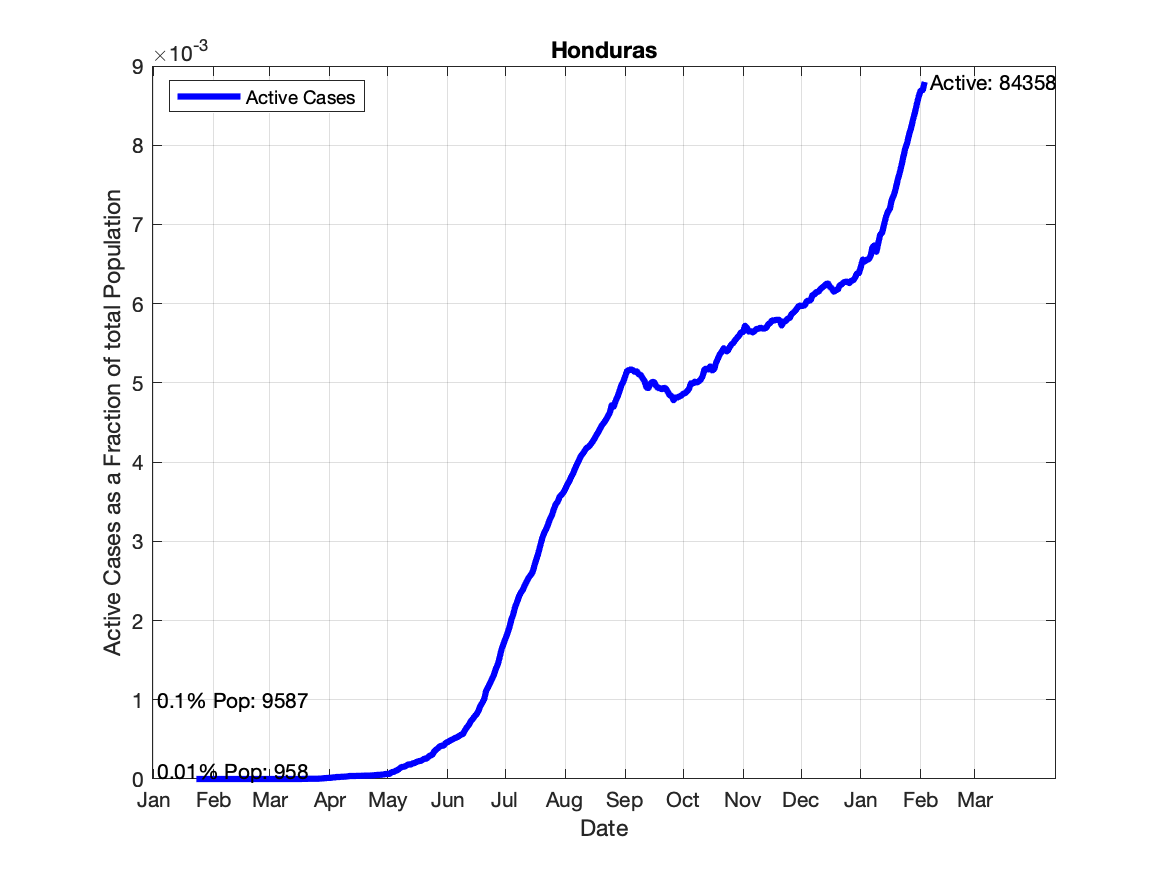 Honduras
×10-3
9
8
7
6
5
4
3
2
1
0
Active Cases as a Fraction of total Population
Active Cases
Active: 84358
0.1% Pop: 9587
0.01% Pop: 958
Jan Feb Mar Apr May Jun Jul Aug Sep Oct Nov Dec Jan Feb Mar
Date